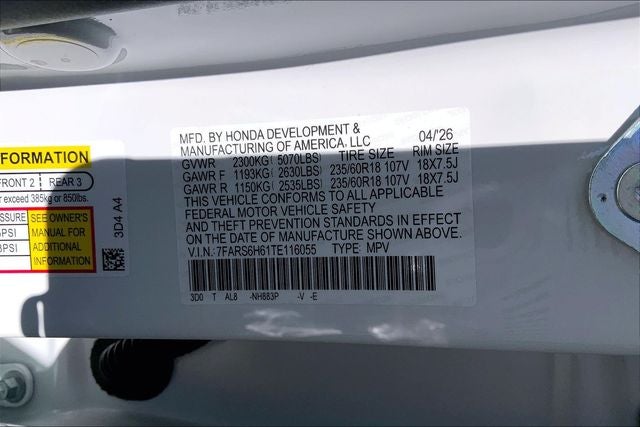 MFD. BY HONDA DEVELOPMENT & 04/'26
MANUFACTURING OF AMERICA, LLC
GVWR 2300KG( 5070LBS) TIRE SIZE RIM SIZE
GAWR F 1193KG( 2630LBS) 235/60R18 107V 18X7.5J
GAWR R 1150KG( 2535LBS) 235/60R18 107V 18X7.5J
THIS VEHICLE CONFORMS TO ALL APPLICABLE
FEDERAL MOTOR VEHICLE SAFETY
AND THEFT PREVENTION STANDARDS IN EFFECT
ON THE DATE OF MANUFACTURE SHOWN ABOVE.
V.I.N.: 7FARS6H61TE116055 TYPE: MPV
3D0 T AL8 -NH883P -V -E
FORMATION
FRONT 2 REAR 3
r exceed 385kg or 850lbs.
SSURE
PSI
PSI
SEE OWNER'S
MANUAL FOR
ADDITIONAL
INFORMATION
3D4 A4